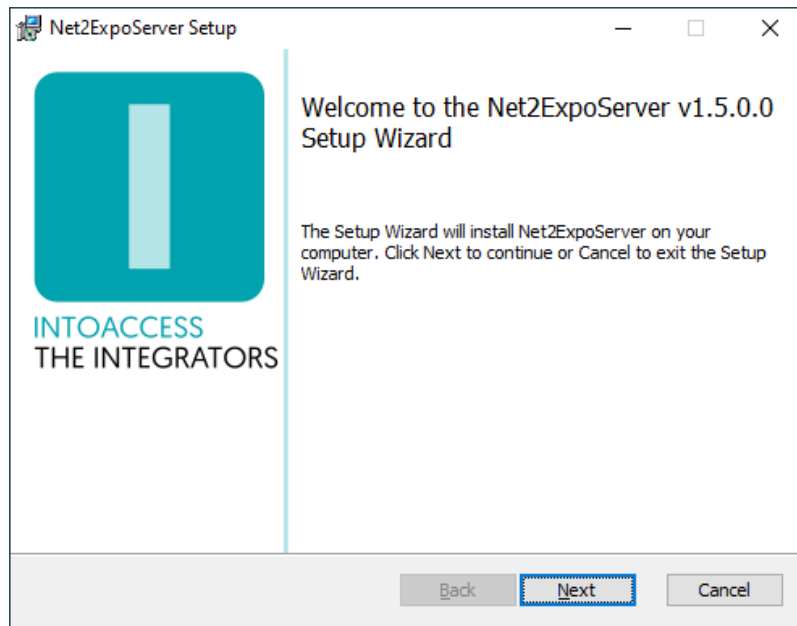 Net2ExpoServer Setup
Welcome to the Net2ExpoServer v1.5.0.0
Setup Wizard
The Setup Wizard will install Net2ExpoServer on your
computer. Click Next to continue or Cancel to exit the Setup
Wizard.
INTOACCESS
THE INTEGRATORS
Back
Next
Cancel